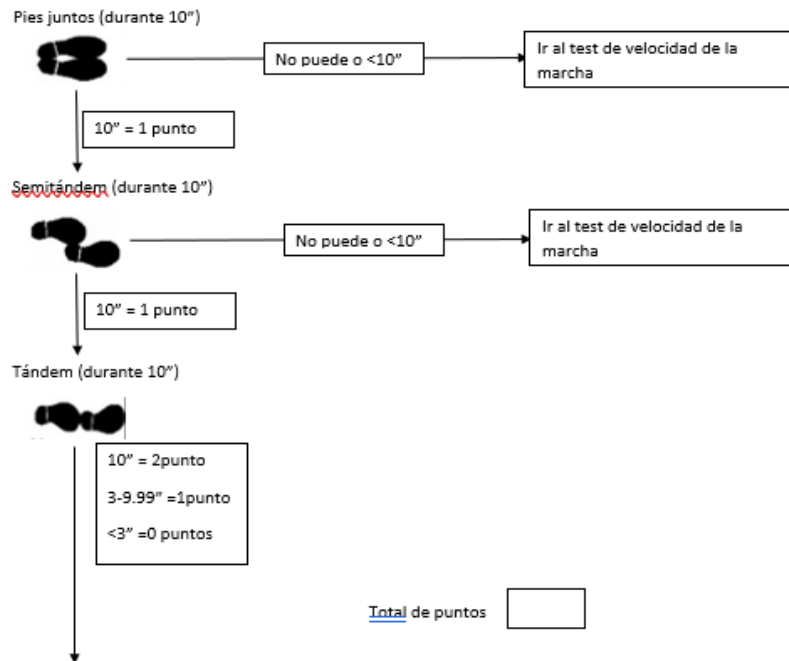 Pies juntos (durante 10”)
No puede o <10”
Ir al test de velocidad de la
marcha
10” = 1 punto
Semitándem (durante 10”)
No puede o <10”
Ir al test de velocidad de la
marcha
10” = 1 punto
Tándem (durante 10”)
10” = 2punto
3-9.99” =1punto
<3” =0 puntos
Total de puntos